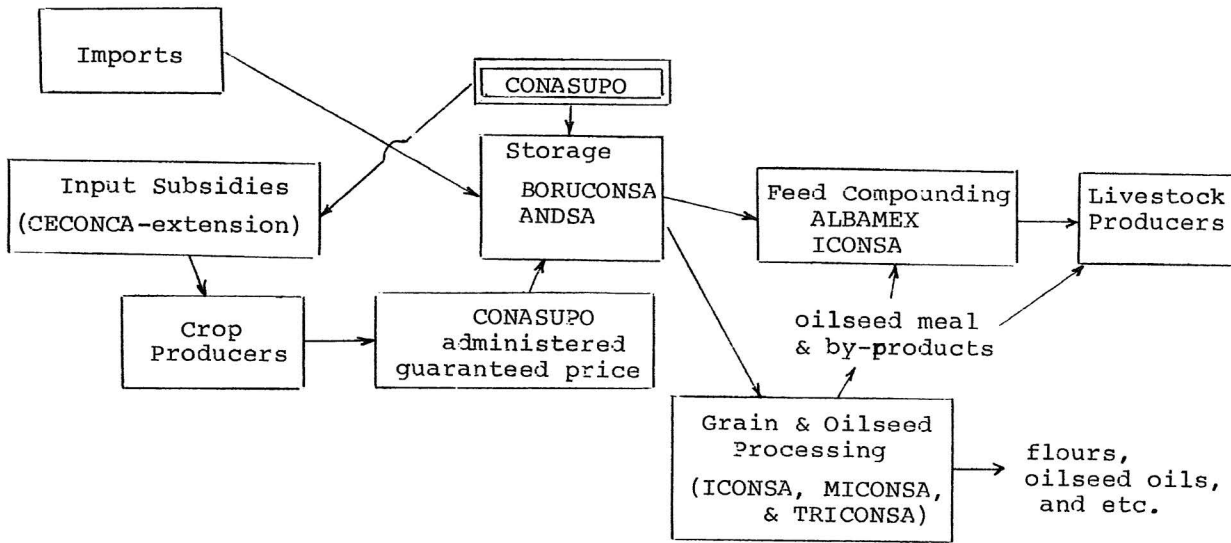 Imports
CONASUPO
Storage
BORUCONSA
ANDSA
Input Subsidies
(CECONCA-extension)
Feed Compounding
ALBAMEX
ICONSA
Livestock
Producers
Crop
Producers
CONASUPO
administered
guaranteed price
oilseed meal
& by-products
Grain & Oilseed
Processing
(ICONSA, MICONSA,
& TRICONSA)
flours,
oilseed oils,
and etc.